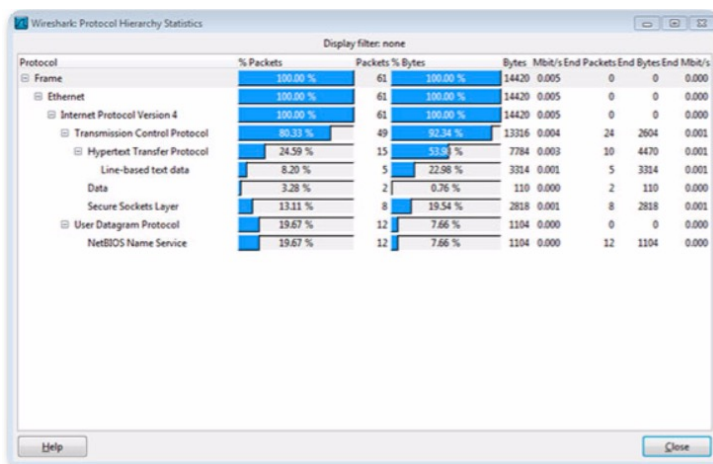 Wireshark: Protocol Hierarchy Statistics
Display filter: none
Protocol % Packets Packets % Bytes Bytes Mbit/s End Packets End Bytes End Mbit/s
Frame 100.00 % 61 100.00 % 14420 0.005 0 0 0.000
Ethernet 100.00 % 61 100.00 % 14420 0.005 0 0 0.000
Internet Protocol Version 4 100.00 % 61 100.00 % 14420 0.005 0 0 0.000
Transmission Control Protocol 80.33 % 49 92.34 % 13316 0.004 24 2604 0.001
Hypertext Transfer Protocol 24.59 % 15 53.98 % 7784 0.003 10 4470 0.001
Line-based text data 8.20 % 5 22.98 % 3314 0.001 5 3314 0.001
Data 3.28 % 2 0.76 % 110 0.000 2 110 0.000
Secure Sockets Layer 13.11 % 8 19.54 % 2818 0.001 8 2818 0.001
User Datagram Protocol 19.67 % 12 7.66 % 1104 0.000 0 0 0.000
NetBIOS Name Service 19.67 % 12 7.66 % 1104 0.000 12 1104 0.000
Help Close